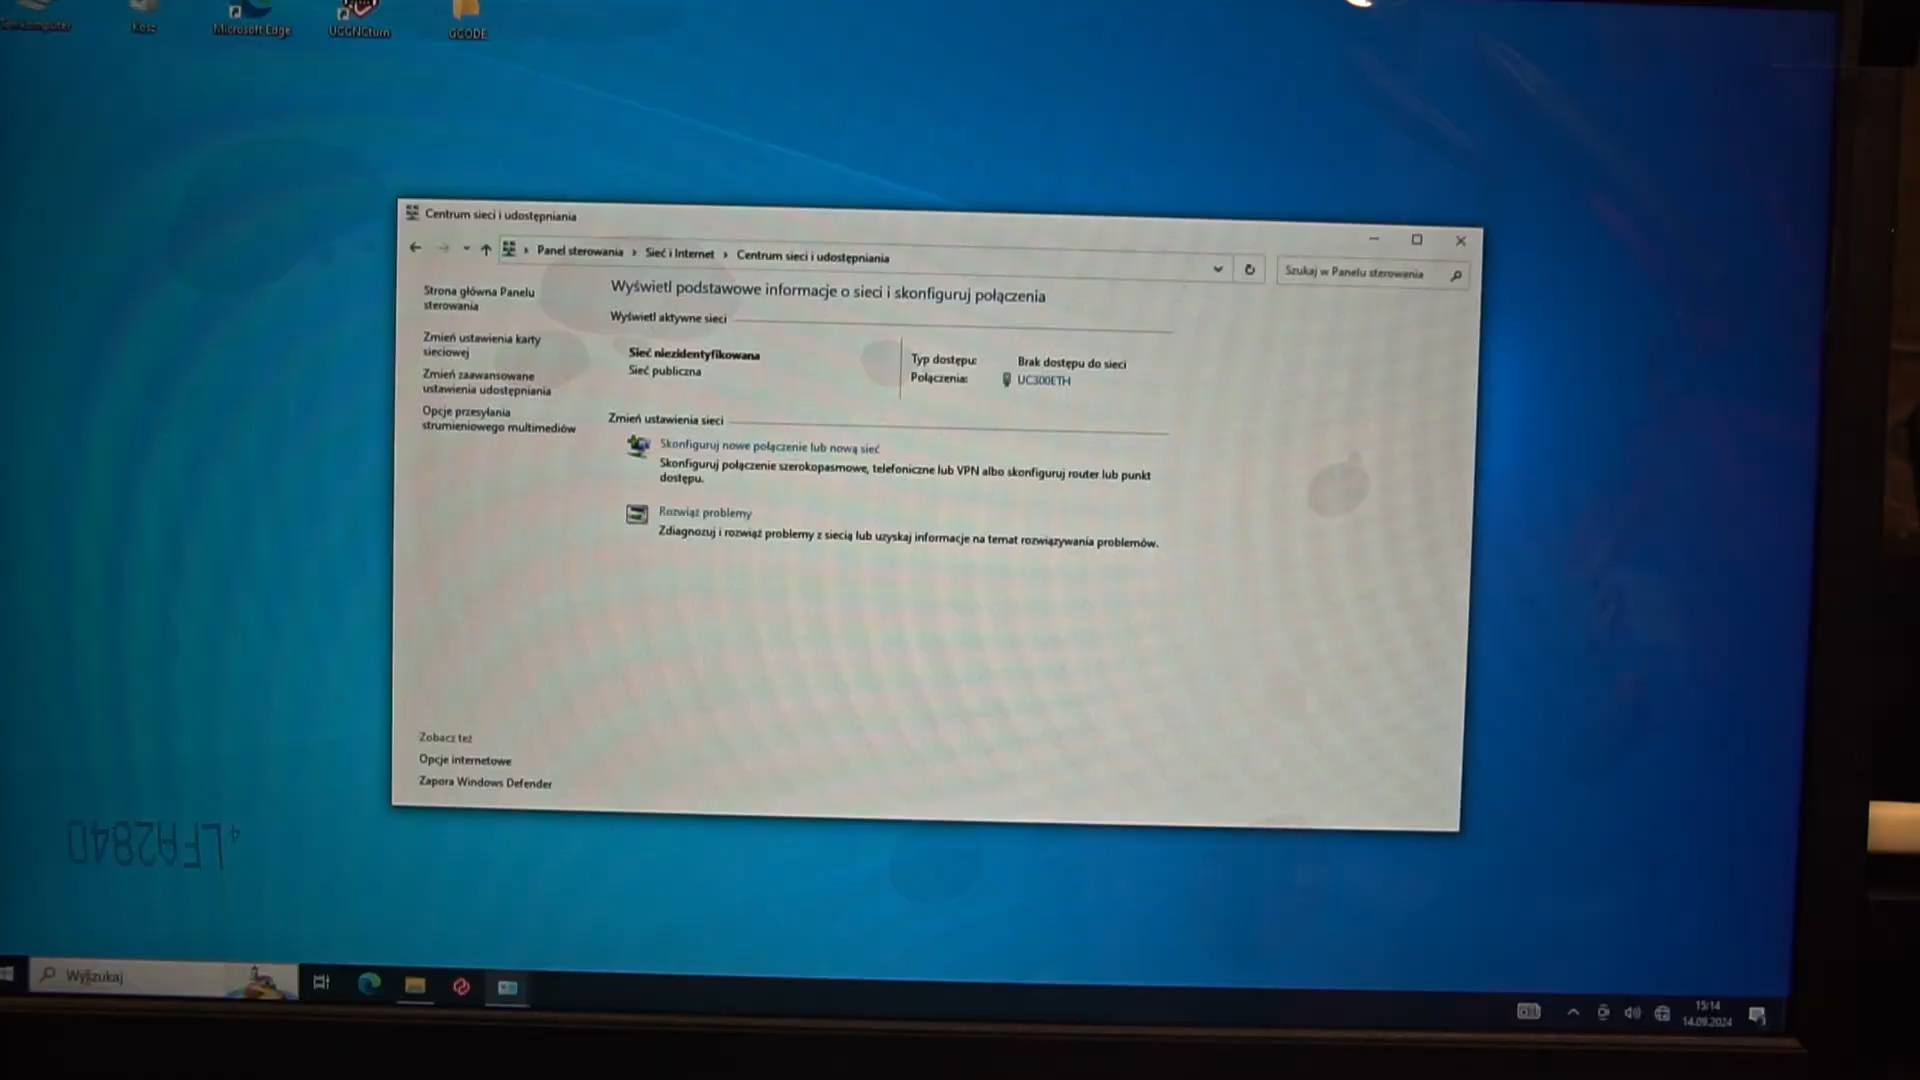 Kosz
Microsoft Edge
UCCNCturn
GCODE
Centrum sieci i udostępniania
Panel sterowania › Sieć i Internet › Centrum sieci i udostępniania
Szukaj w Panelu sterowania
Strona główna Panelu
sterowania
Zmień ustawienia karty
sieciowej
Zmień zaawansowane
ustawienia udostępniania
Opcje przesyłania
strumieniowego multimediów
Wyświetl podstawowe informacje o sieci i skonfiguruj połączenia
Wyświetl aktywne sieci
Sieć niezidentyfikowana
Sieć publiczna
Typ dostępu: Brak dostępu do sieci
Połączenia: UC300ETH
Zmień ustawienia sieci
Skonfiguruj nowe połączenie lub nową sieć
Skonfiguruj połączenie szerokopasmowe, telefoniczne lub VPN albo skonfiguruj router lub punkt
dostępu.
Rozwiąż problemy
Zdiagnozuj i rozwiąż problemy z siecią lub uzyskaj informacje na temat rozwiązywania problemów.
Zobacz też
Opcje internetowe
Zapora Windows Defender
4LFA2840
Wyszukaj
15:14
14.09.2024